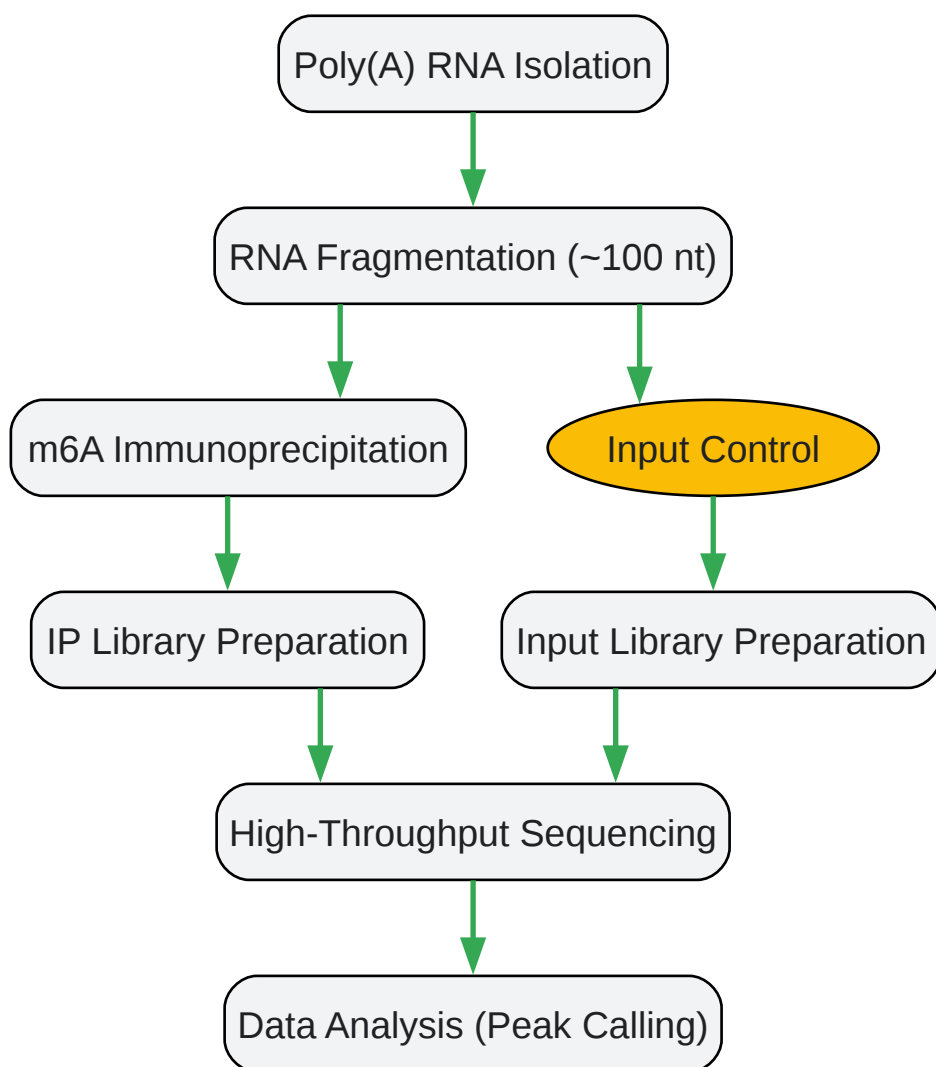 Poly(A) RNA Isolation
RNA Fragmentation (~100 nt)
m6A Immunoprecipitation
Input Control
IP Library Preparation
Input Library Preparation
High-Throughput Sequencing
Data Analysis (Peak Calling)